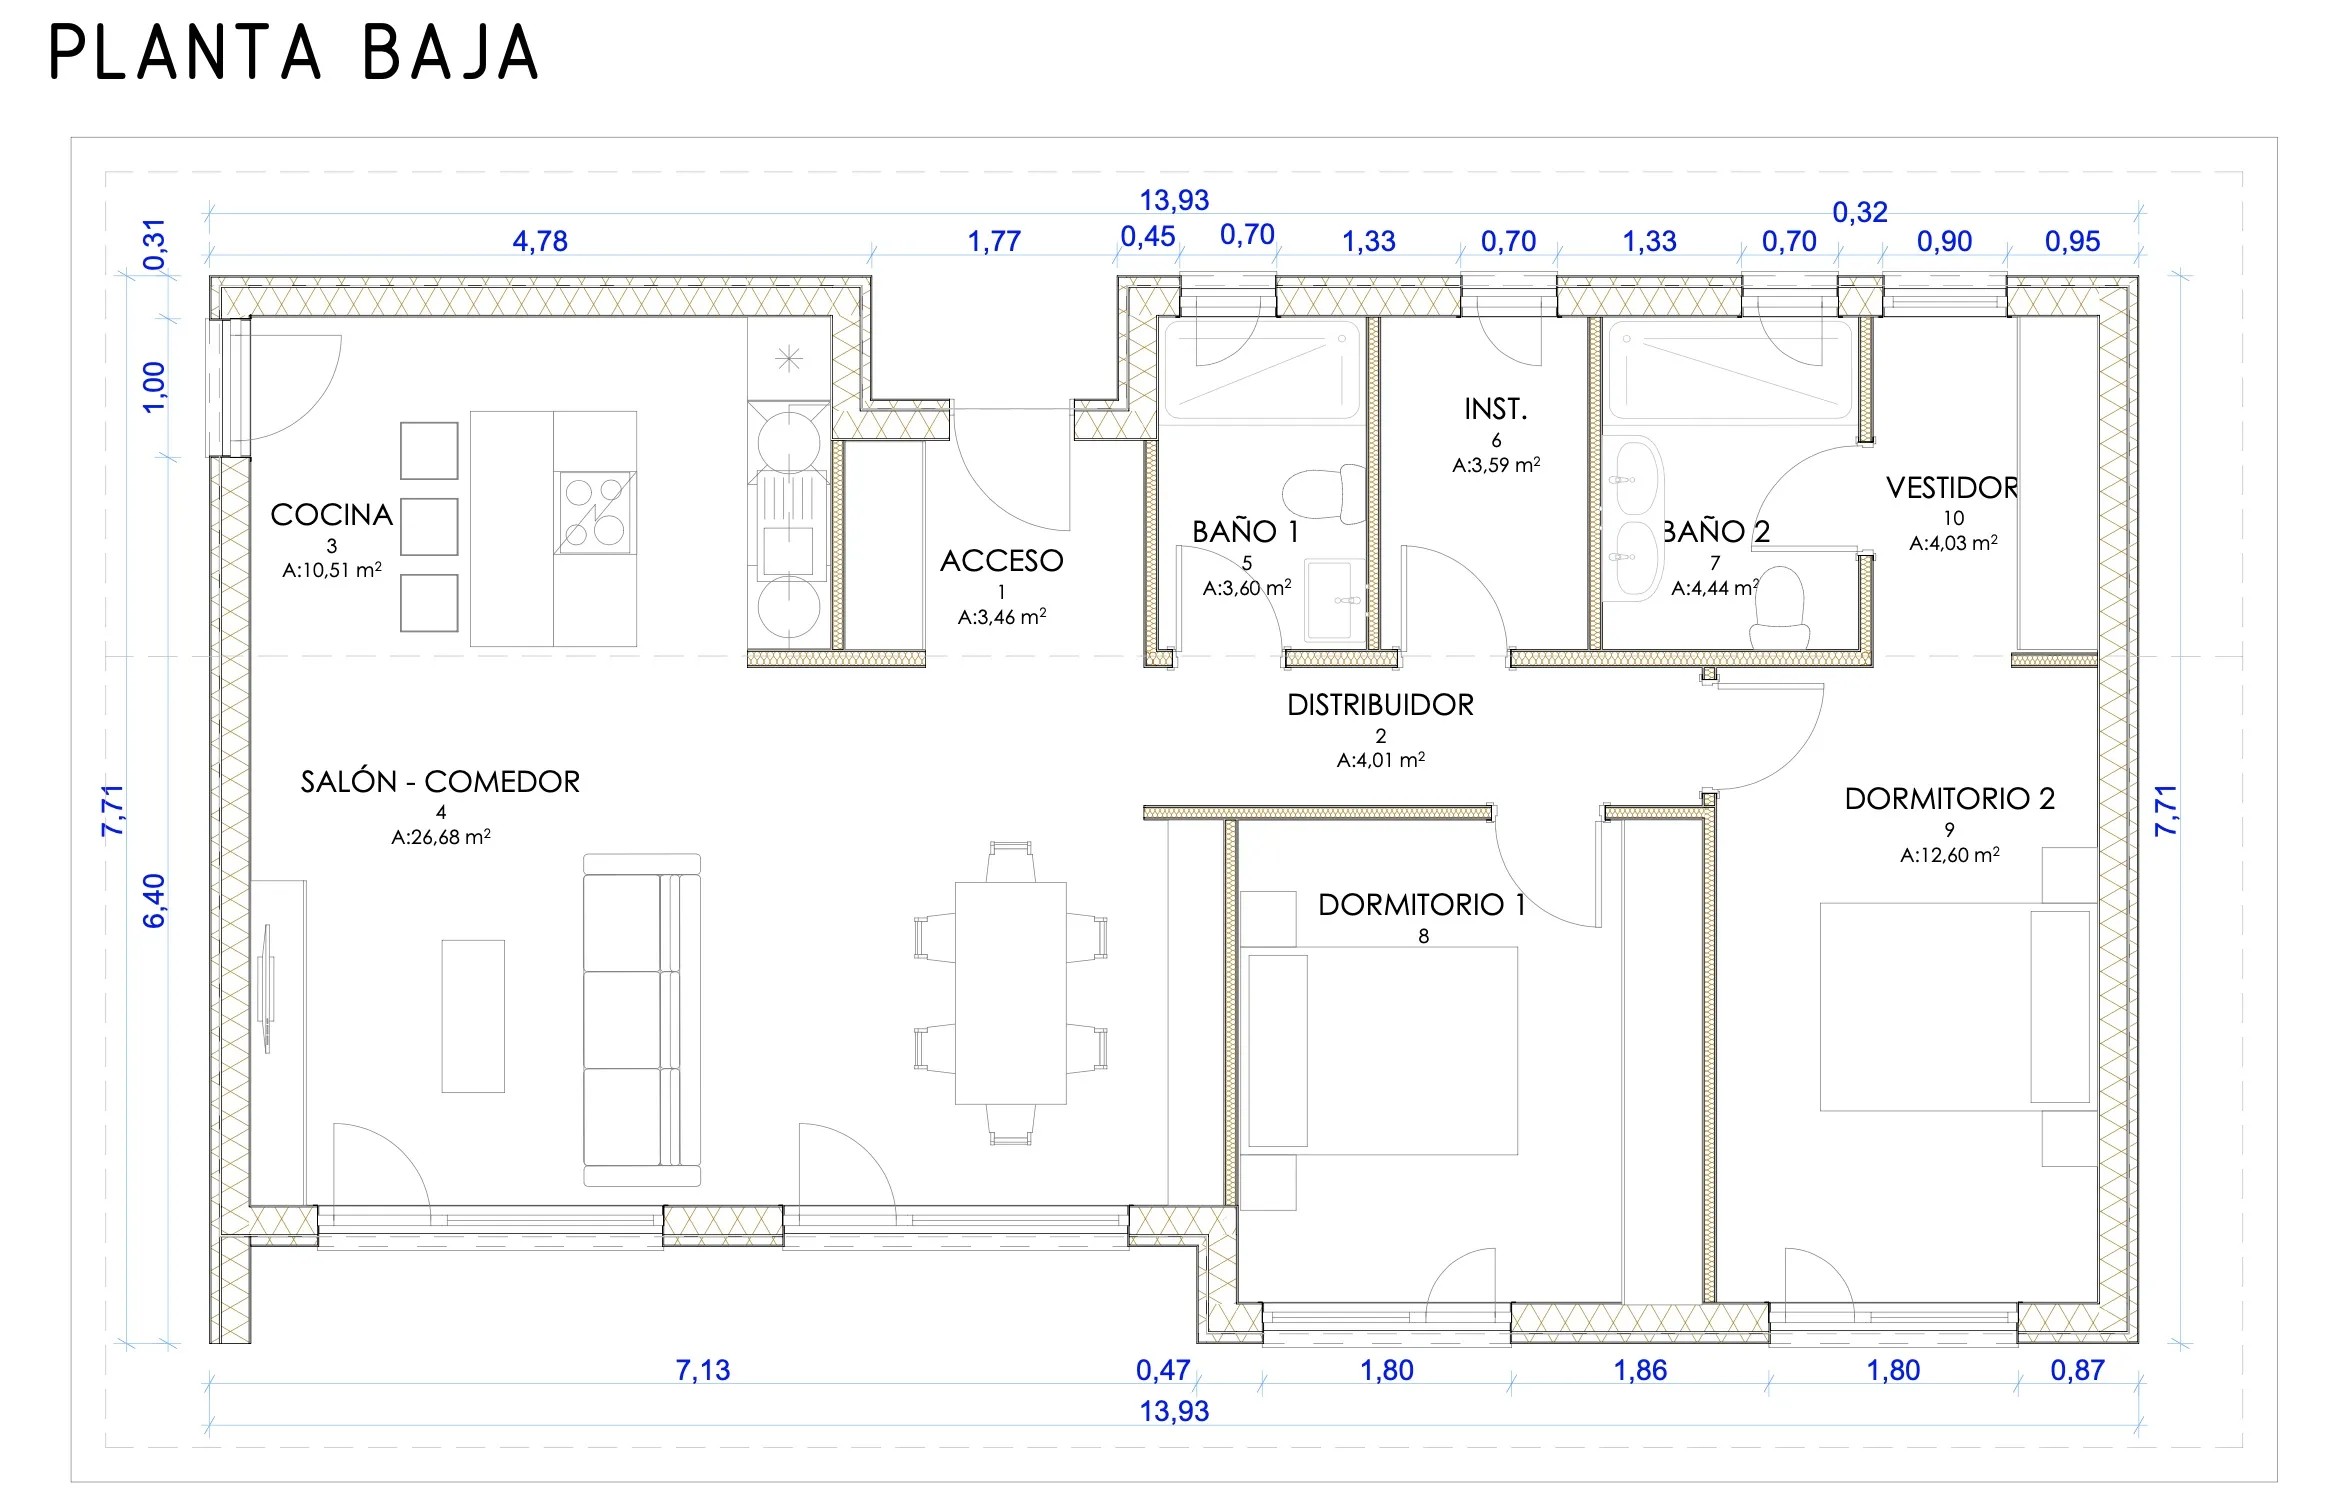 PLANTA BAJA
13,93
0,32
4,78
1,77
0,45
0,70
1,33
0,70
1,33
0,70
0,90
0,95
0,31
1,00
7,71
6,40
7,71
COCINA
3
A:10,51 m²
ACCESO
1
A:3,46 m²
BAÑO 1
5
A:3,60 m²
INST.
6
A:3,59 m²
BAÑO 2
7
A:4,44 m²
VESTIDOR
10
A:4,03 m²
DISTRIBUIDOR
2
A:4,01 m²
SALÓN - COMEDOR
4
A:26,68 m²
DORMITORIO 2
9
A:12,60 m²
DORMITORIO 1
8
7,13
0,47
1,80
1,86
1,80
0,87
13,93